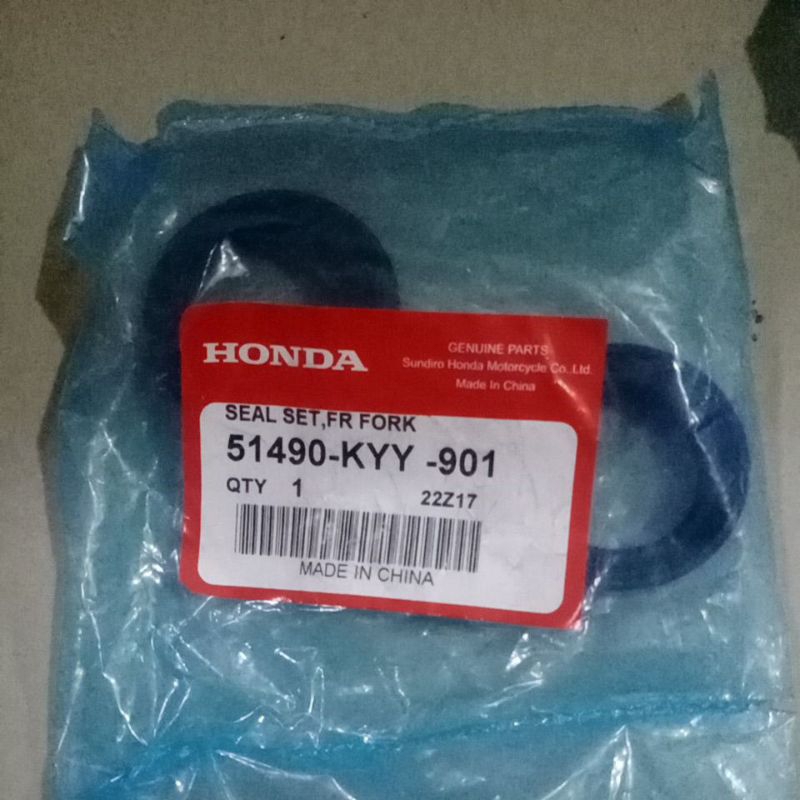 HONDA
GENUINE PARTS
Sundiro Honda Motorcycle Co.,Ltd.
Made In China
SEAL SET,FR FORK
51490-KYY -901
QTY 1 22Z17
MADE IN CHINA